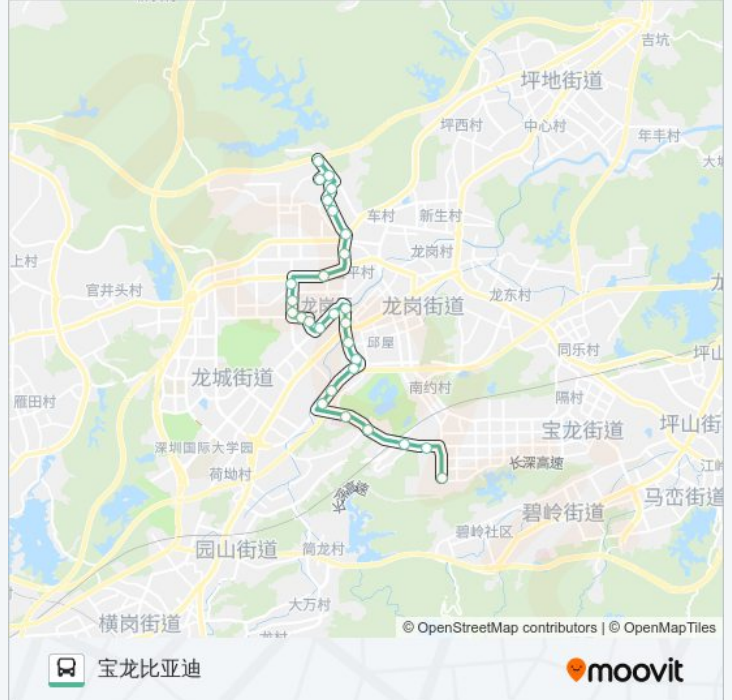 吉坑
坪地街道
坪西村
中心村
年丰村
车村
新生村
龙岗村
上村
平村
官井头村
龙岗街道
龙东村
邱屋
同乐村
龙城街道
南约村
雁田村
隔村
宝龙街道
坪山街
深圳国际大学园
长深高速
荷坳村
长深高速
碧岭街道
马峦街道
碧岭社区
园山街道
简龙村
大万村
横岗街道
© OpenStreetMap contributors | © OpenMapTiles
宝龙比亚迪
moovit